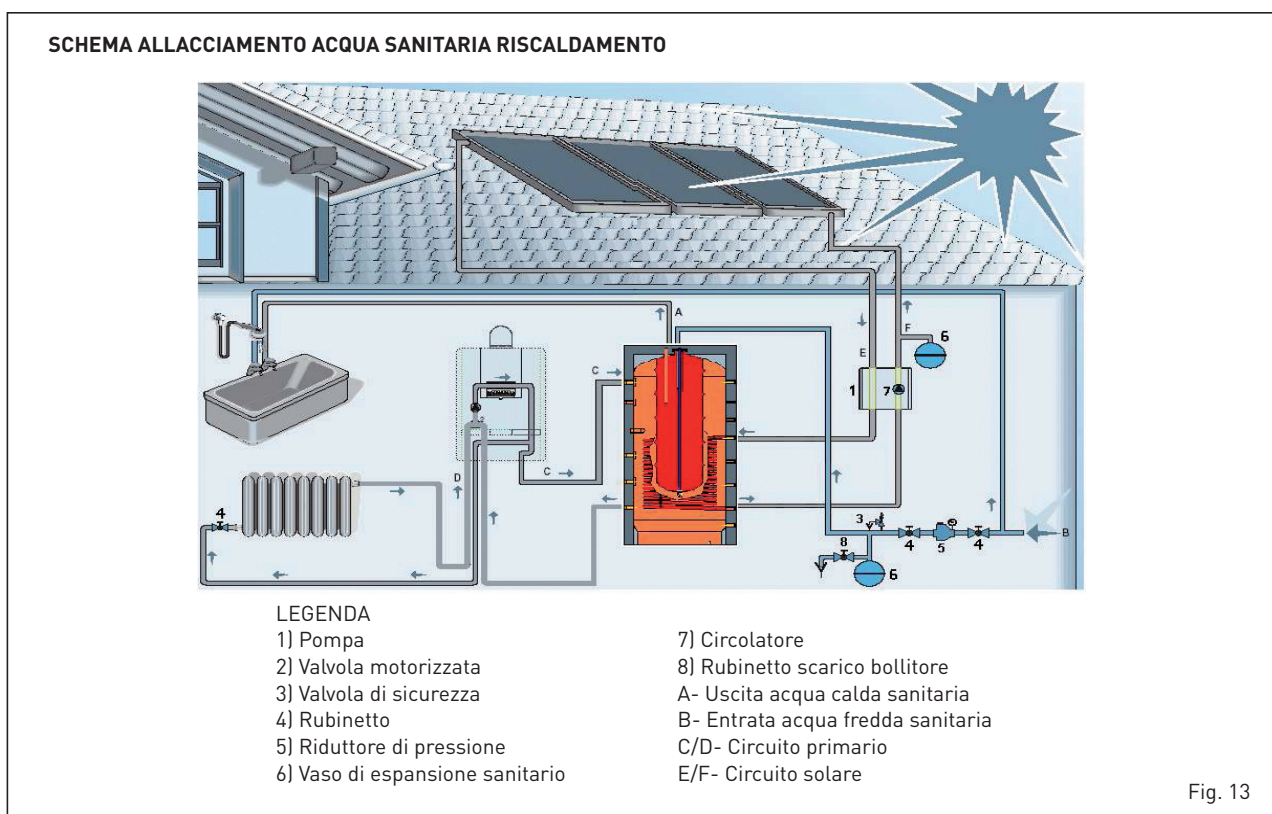 SCHEMA ALLACCIAMENTO ACQUA SANITARIA RISCALDAMENTO
A
F
6
E
1
7
C
2
C
D
4
3
8
4
5
4
B
6
LEGENDA
1) Pompa
2) Valvola motorizzata
3) Valvola di sicurezza
4) Rubinetto
5) Riduttore di pressione
6) Vaso di espansione sanitario
7) Circolatore
8) Rubinetto scarico bollitore
A- Uscita acqua calda sanitaria
B- Entrata acqua fredda sanitaria
C/D- Circuito primario
E/F- Circuito solare
Fig. 13